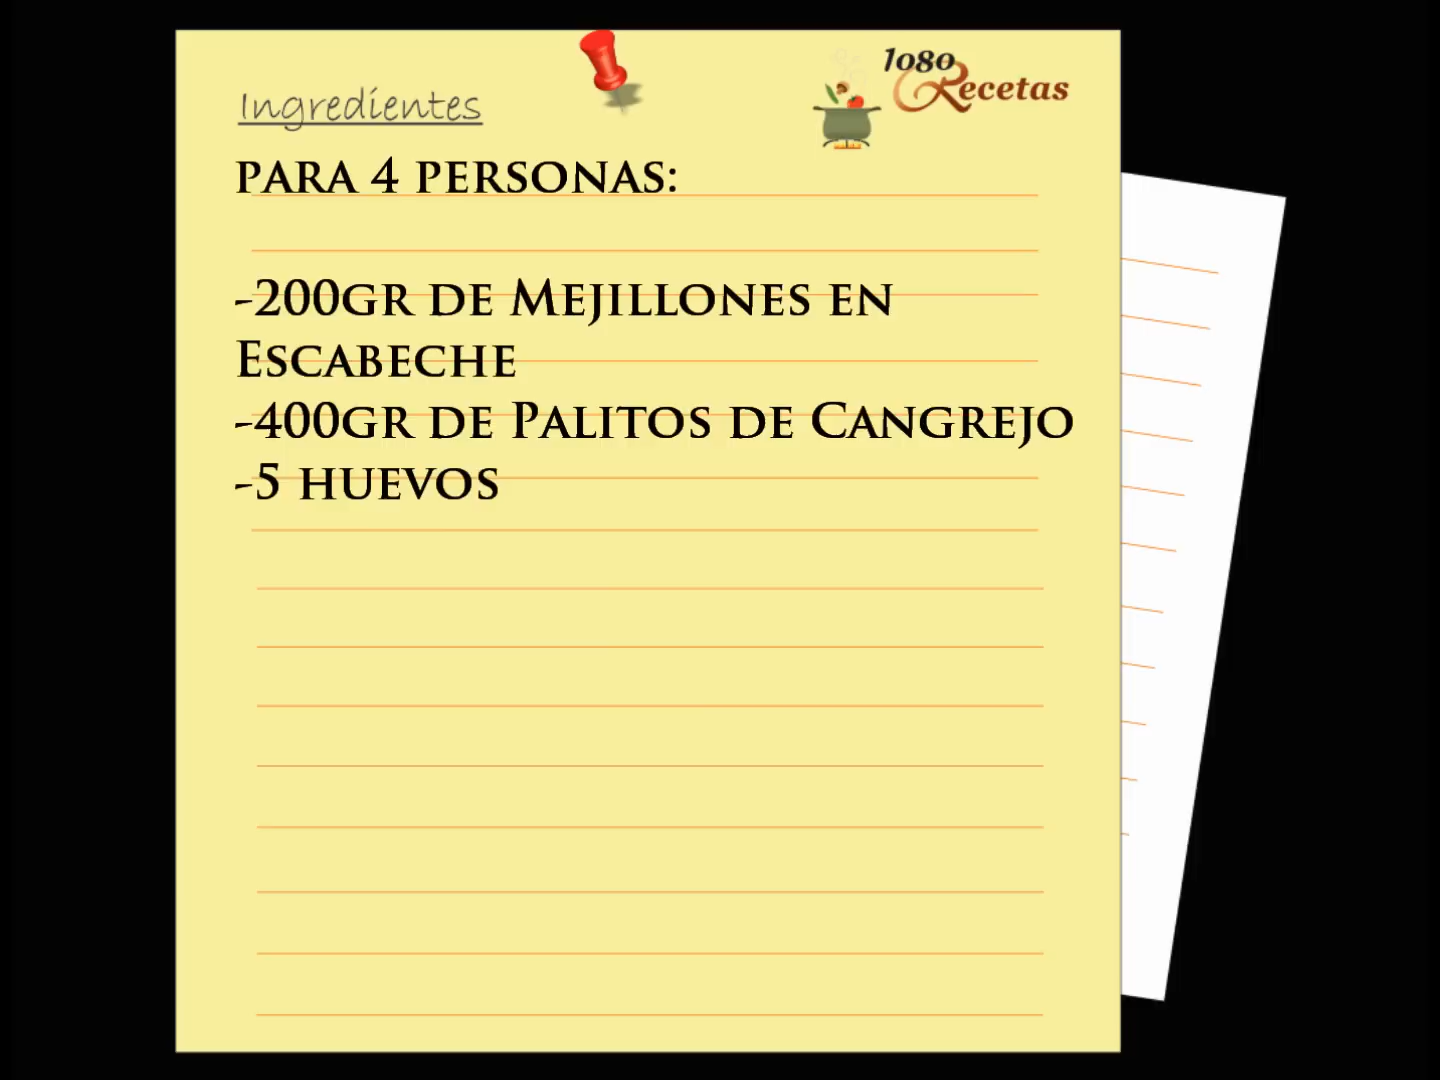 1080
Recetas
Ingredientes
para 4 personas:
-200gr de Mejillones en
Escabeche
-400gr de Palitos de Cangrejo
-5 huevos